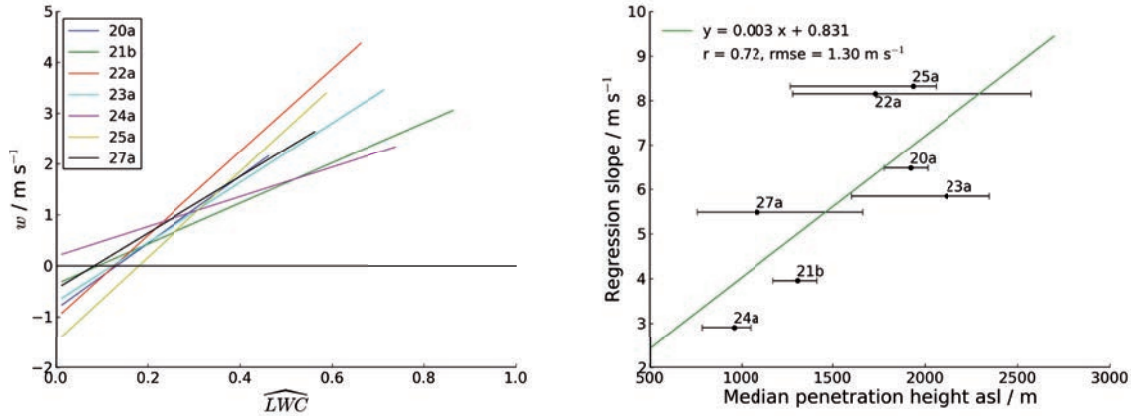 5
4
3
2
1
0
−1
−2
w / m s⁻¹
20a
21b
22a
23a
24a
25a
27a
0.0 0.2 0.4 0.6 0.8 1.0
LWC
10
9
8
7
6
5
4
3
2
Regression slope / m s⁻¹
y = 0.003 x + 0.831
r = 0.72, rmse = 1.30 m s⁻¹
25a
22a
20a
23a
27a
21b
24a
500 1000 1500 2000 2500 3000
Median penetration height asl / m